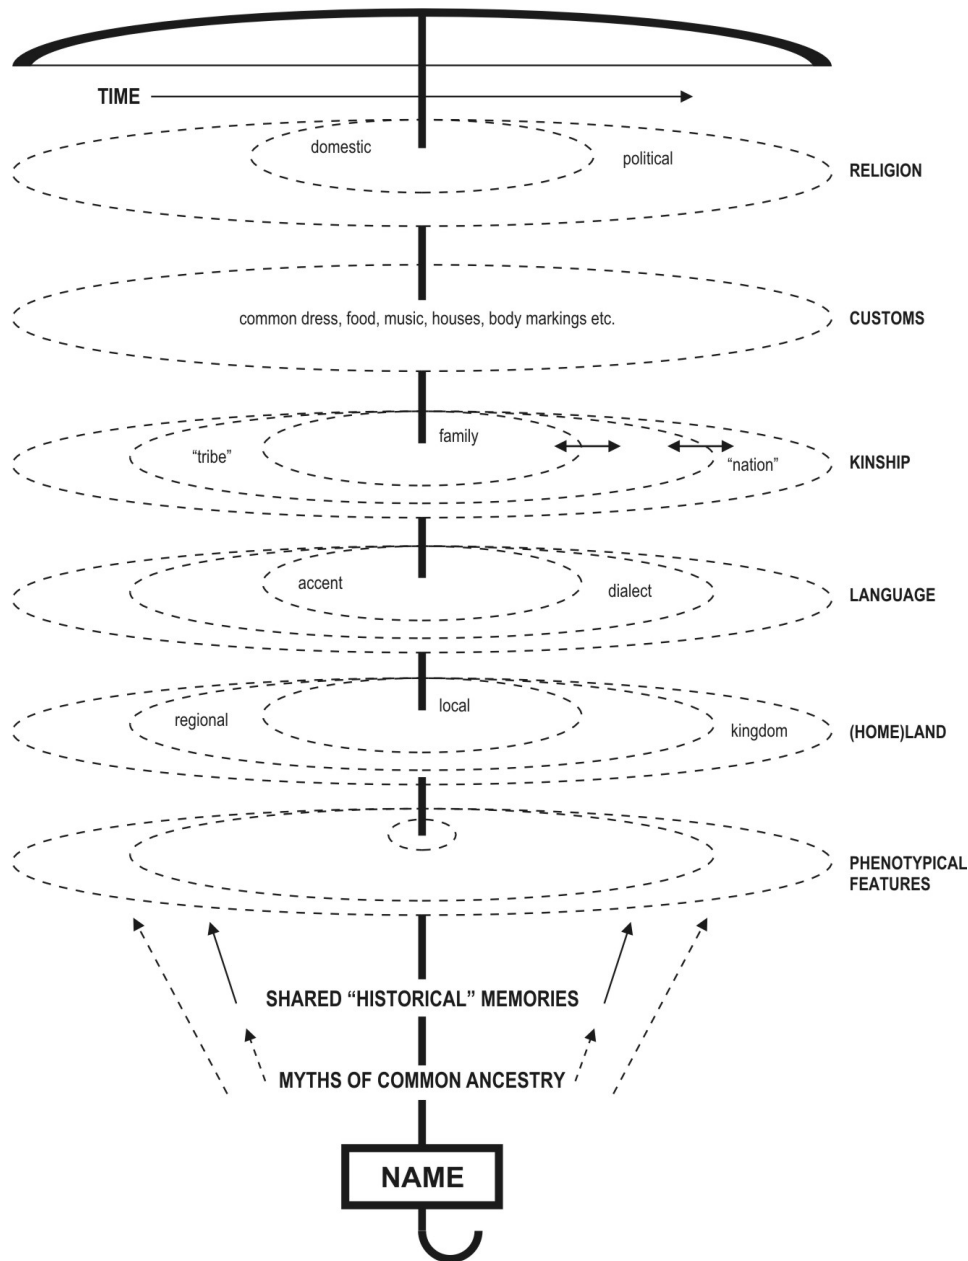 TIME
domestic
political
RELIGION
common dress, food, music, houses, body markings etc.
CUSTOMS
family
“tribe”
“nation”
KINSHIP
accent
dialect
LANGUAGE
local
regional
kingdom
(HOME)LAND
PHENOTYPICAL
FEATURES
SHARED “HISTORICAL” MEMORIES
MYTHS OF COMMON ANCESTRY
NAME